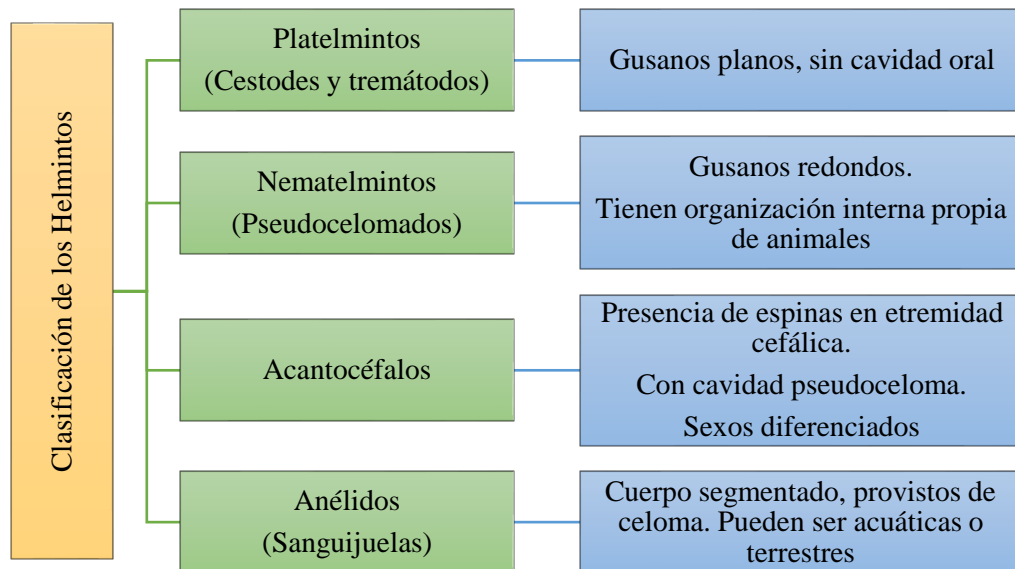 Clasificación de los Helmintos
Platelmintos
(Cestodes y tremátodos)
Gusanos planos, sin cavidad oral
Nematelmintos
(Pseudocelomados)
Gusanos redondos.
Tienen organización interna propia
de animales
Acantocéfalos
Presencia de espinas en etremidad
cefálica.
Con cavidad pseudoceloma.
Sexos diferenciados
Anélidos
(Sanguijuelas)
Cuerpo segmentado, provistos de
celoma. Pueden ser acuáticas o
terrestres